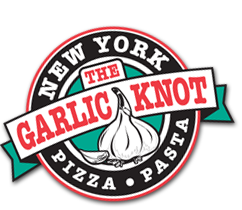 NEW YORK
THE
GARLIC KNOT
PIZZA • PASTA